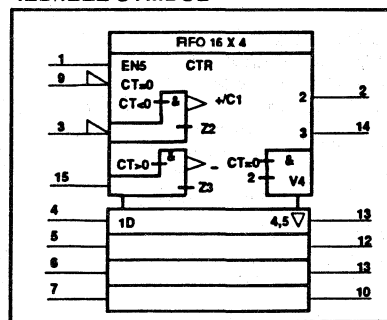 FIFO 16 X 4
1 EN5 CTR
9 CT=0
CT<0 & +/C1 2 2
3 Z2 3 14
CT>0 & - CT=0 &
15 Z3 2 V4
4 1D 4,5 13
5 12
6 13
7 10